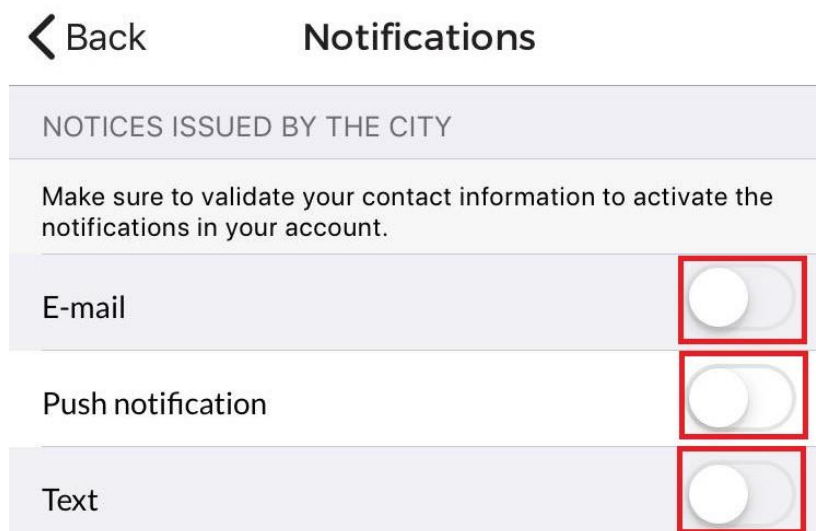 Back
Notifications
NOTICES ISSUED BY THE CITY
Make sure to validate your contact information to activate the
notifications in your account.
E-mail
Push notification
Text